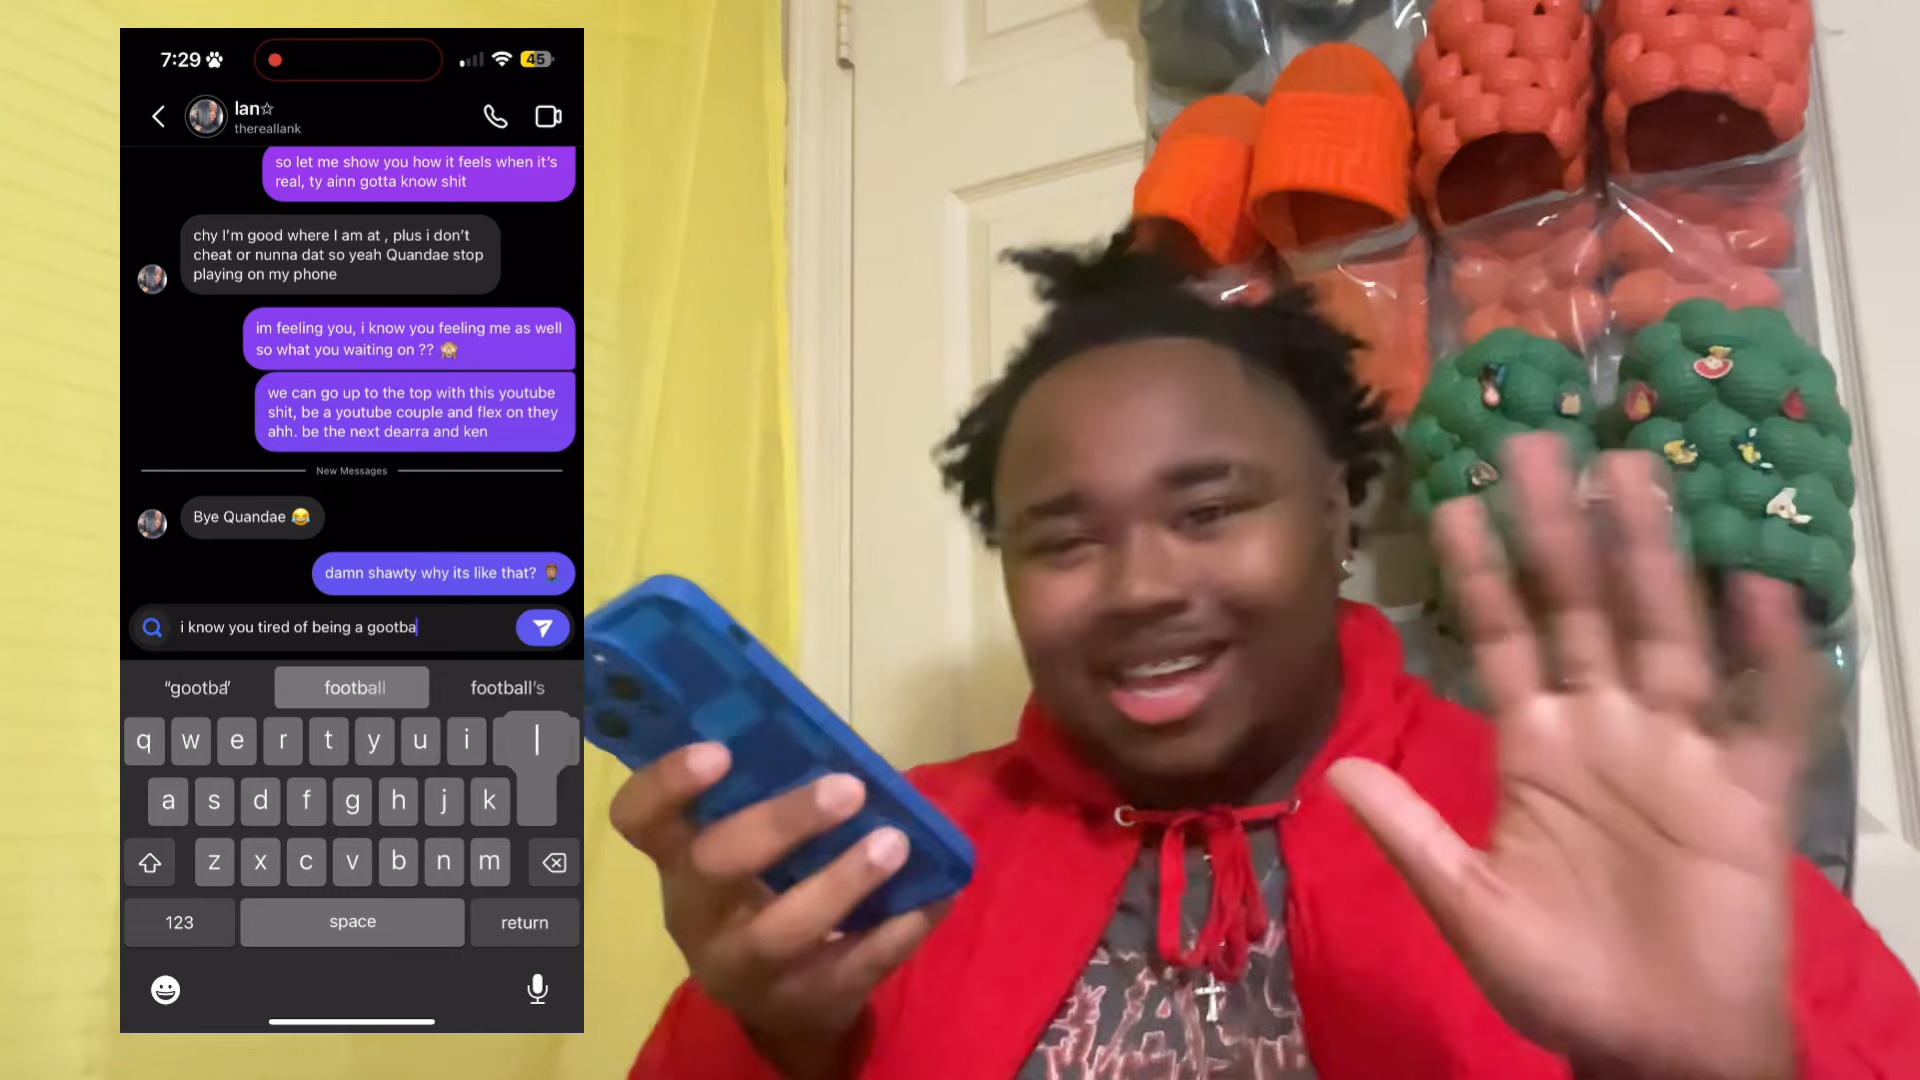 7:29
45
lan☆
thereallank
so let me show you how it feels when it's
real, ty ainn gotta know shit
chy I'm good where I am at , plus i don't
cheat or nunna dat so yeah Quandae stop
playing on my phone
im feeling you, i know you feeling me as well
so what you waiting on ?? 🙈
we can go up to the top with this youtube
shit, be a youtube couple and flex on they
ahh. be the next dearra and ken
New Messages
Bye Quandae 😂
damn shawty why its like that?
i know you tired of being a gootba
"gootba" football football's
q w e r t y u i l
a s d f g h j k
z x c v b n m
123 space return